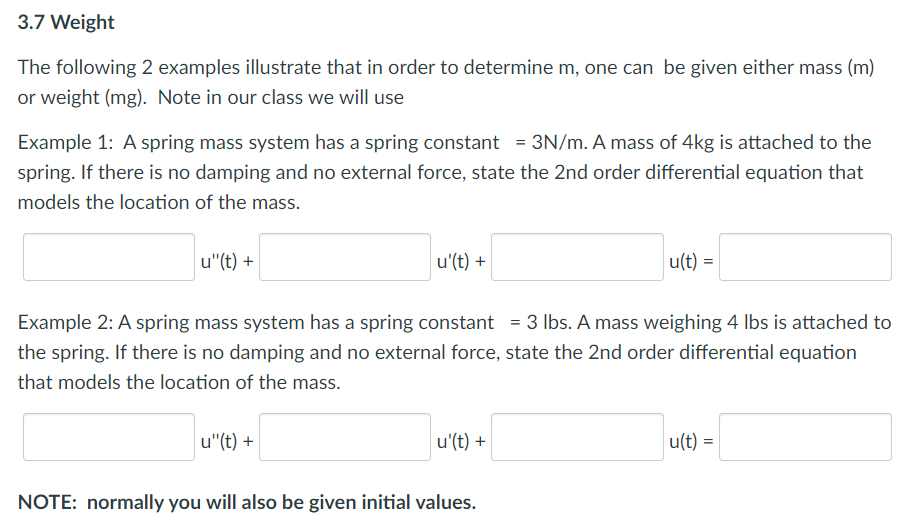 3.7 Weight
The following 2 examples illustrate that in order to determine m, one can be given either mass (m)
or weight (mg). Note in our class we will use
Example 1: A spring mass system has a spring constant = 3N/m. A mass of 4kg is attached to the
spring. If there is no damping and no external force, state the 2nd order differential equation that
models the location of the mass.
u"(t) + u'(t) + u(t) =
Example 2: A spring mass system has a spring constant = 3 lbs. A mass weighing 4 lbs is attached to
the spring. If there is no damping and no external force, state the 2nd order differential equation
that models the location of the mass.
u"(t) + u'(t) + u(t) =
NOTE: normally you will also be given initial values.